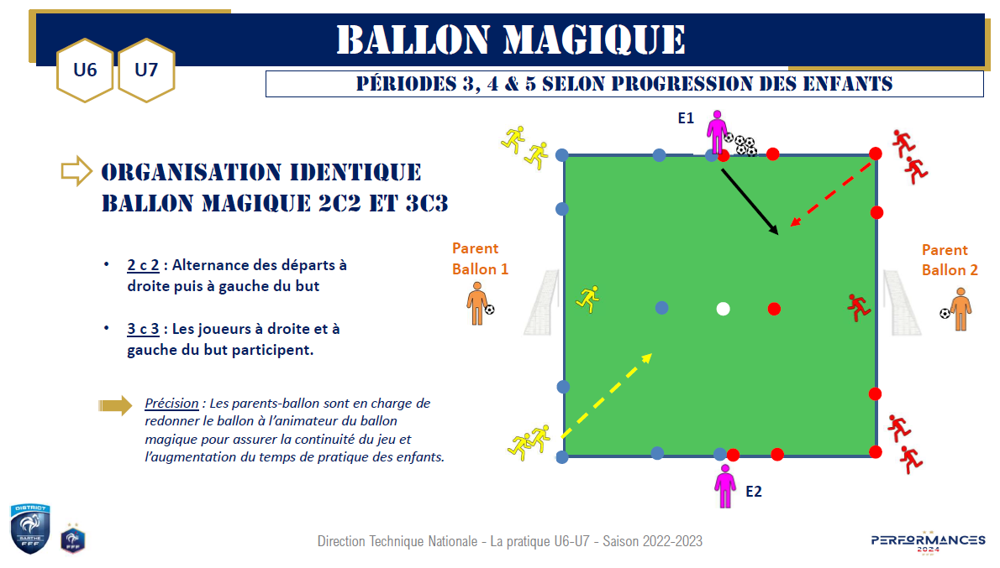 BALLON MAGIQUE
U6
U7
PÉRIODES 3, 4 & 5 SELON PROGRESSION DES ENFANTS
E1
ORGANISATION IDENTIQUE
BALLON MAGIQUE 2C2 ET 3C3
Parent
Ballon 1
Parent
Ballon 2
• 2 c 2 : Alternance des départs à
droite puis à gauche du but
• 3 c 3 : Les joueurs à droite et à
gauche du but participent.
Précision : Les parents-ballon sont en charge de
redonner le ballon à l’animateur du ballon
magique pour assurer la continuité du jeu et
l’augmentation du temps de pratique des enfants.
E2
DISTRICT
SARTHE
FFF
FFF
Direction Technique Nationale - La pratique U6-U7 - Saison 2022-2023
PERFORMANCES
2024